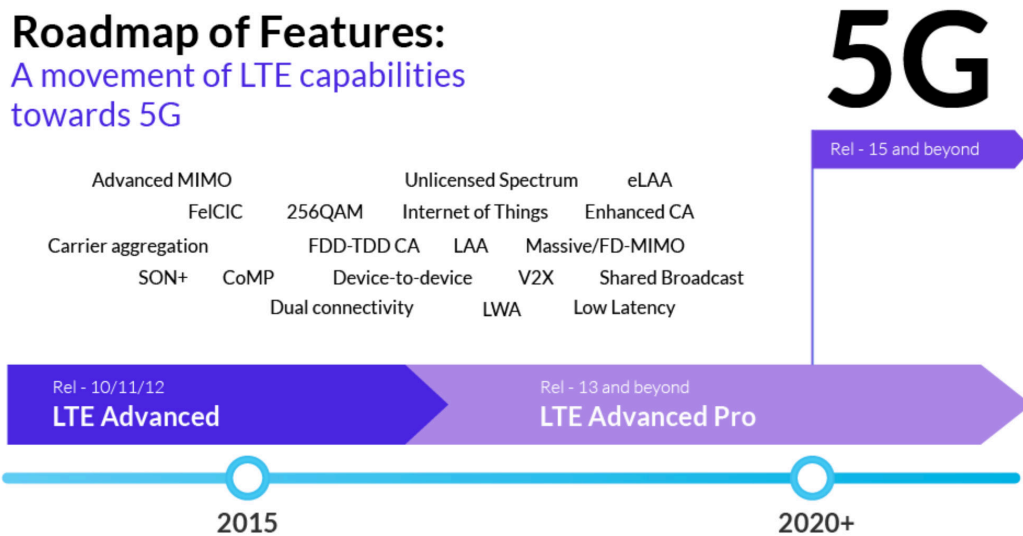 Roadmap of Features:
A movement of LTE capabilities
towards 5G
5G
Rel - 15 and beyond
Advanced MIMO Unlicensed Spectrum eLAA
FeICIC 256QAM Internet of Things Enhanced CA
Carrier aggregation FDD-TDD CA LAA Massive/FD-MIMO
SON+ CoMP Device-to-device V2X Shared Broadcast
Dual connectivity LWA Low Latency
Rel - 10/11/12
LTE Advanced
Rel - 13 and beyond
LTE Advanced Pro
2015
2020+